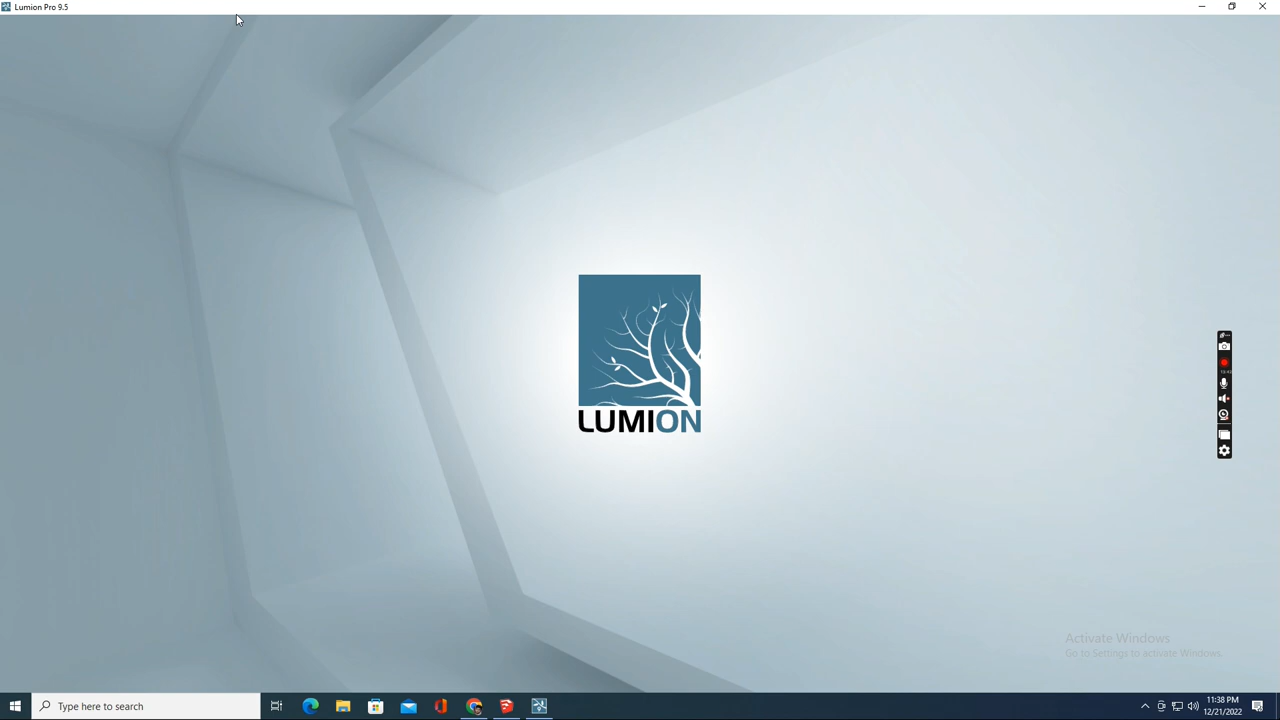 Lumion Pro 9.5
LUMION
Activate Windows
Go to Settings to activate Windows.
Type here to search
11:38 PM
12/21/2022